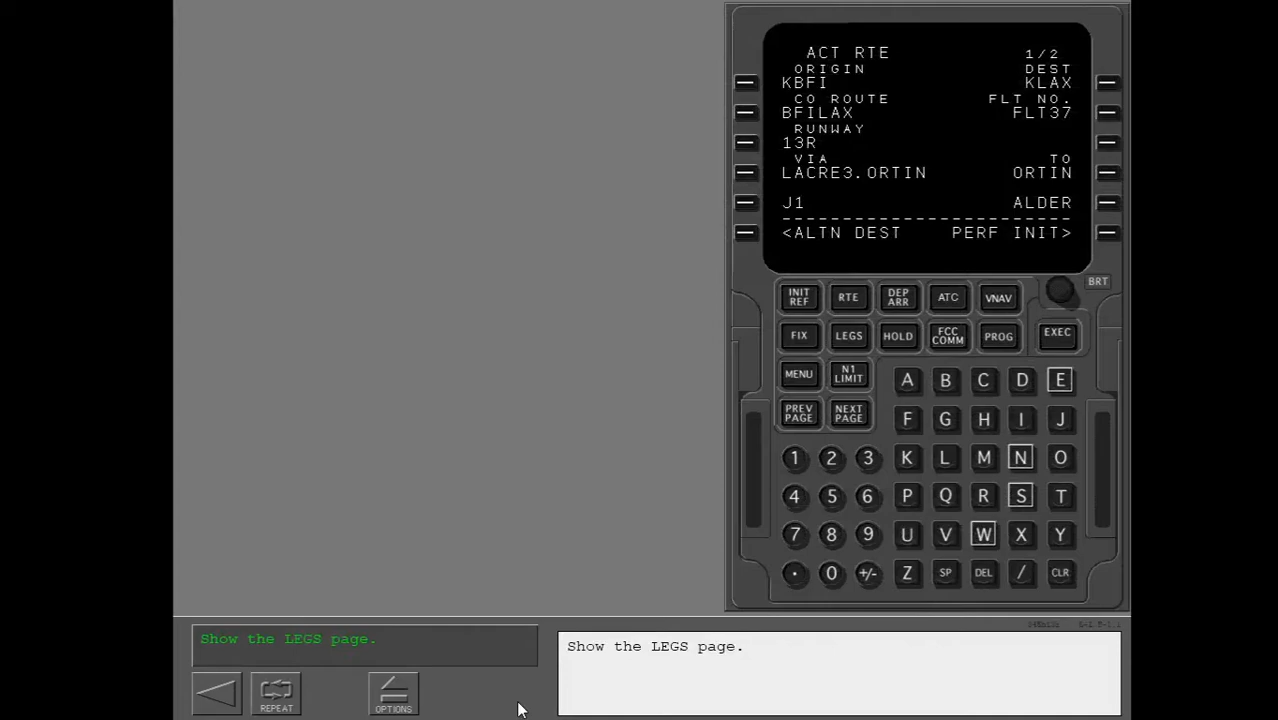 ACT RTE 1/2
ORIGIN DEST
KBFI KLAX
CO ROUTE FLT NO.
BFILAX FLT37
RUNWAY
13R
VIA TO
LACRE3.ORTIN ORTIN
J1 ALDER
------------------------
<ALTN DEST PERF INIT>
BRT
INIT REF RTE DEP ARR ATC VNAV
FIX LEGS HOLD FCC COMM PROG EXEC
MENU N1 LIMIT
A B C D E
PREV PAGE NEXT PAGE
F G H I J
1 2 3 K L M N O
4 5 6 P Q R S T
7 8 9 U V W X Y
. 0 +/- Z SP DEL / CLR
Show the LEGS page.
Show the LEGS page.
REPEAT
OPTIONS